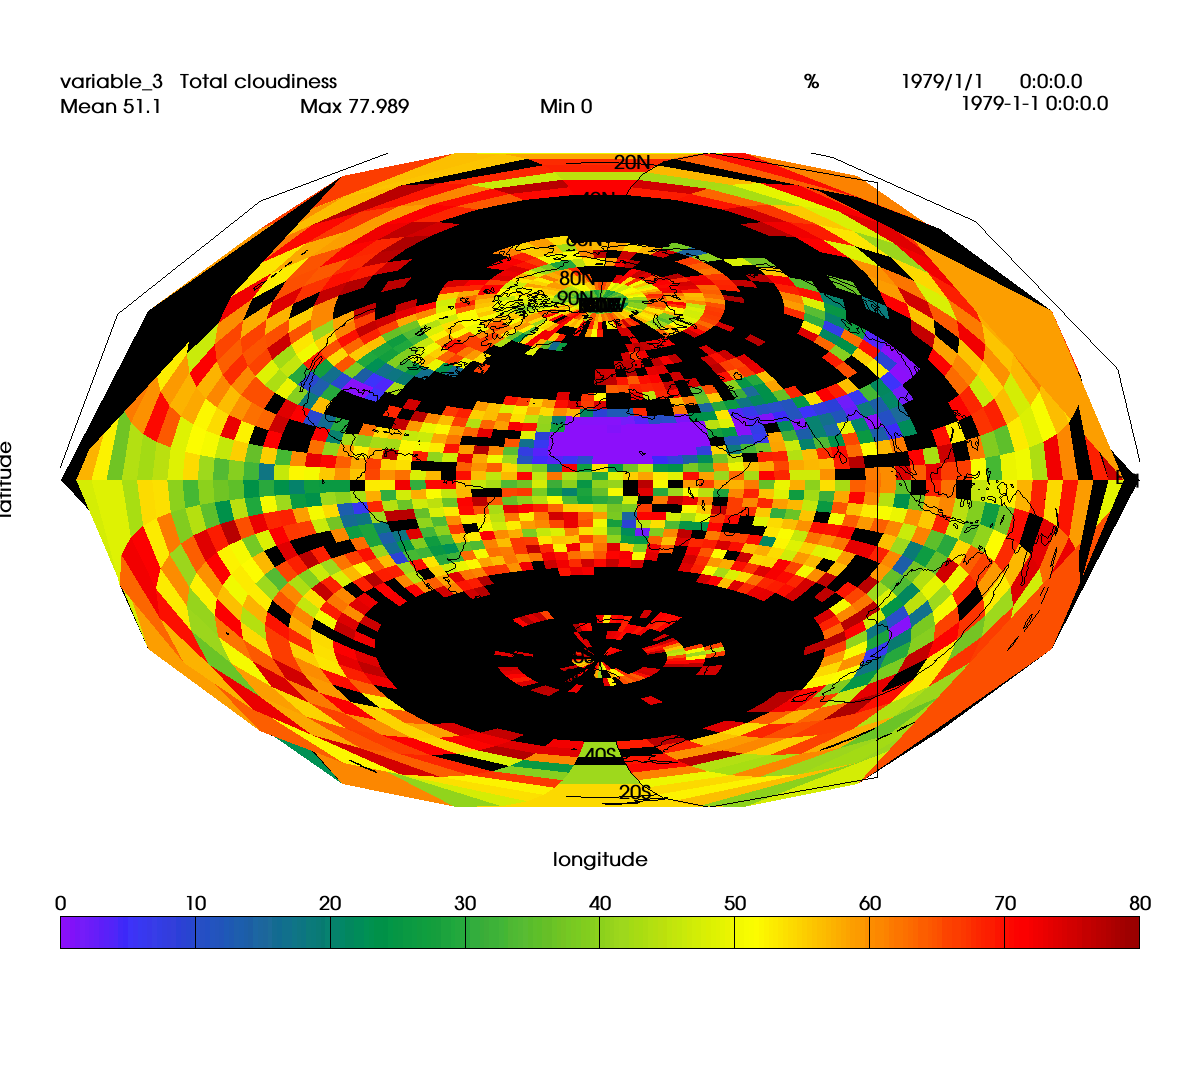 variable_3 Total cloudiness % 1979/1/1 0:0:0.0
Mean 51.1 Max 77.989 Min 0 1979-1-1 0:0:0.0
20N
80N
90N
latitude
40S
20S
longitude
0 10 20 30 40 50 60 70 80